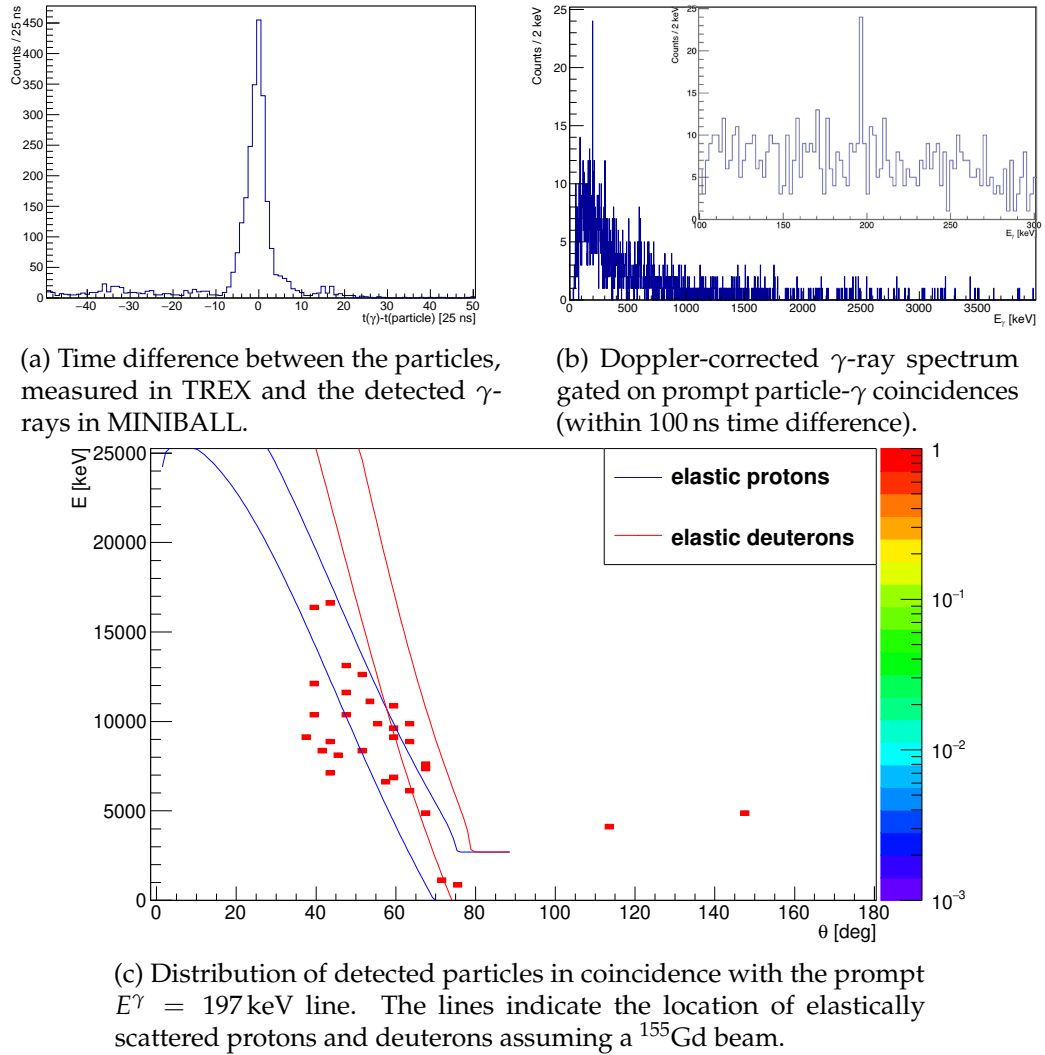 Counts / 25 ns
450
400
350
300
250
200
150
100
50
0
−40 −30 −20 −10 0 10 20 30 40 50
t(γ)-t(particle) [25 ns]
Counts / 2 keV
25
20
15
10
5
0
0 500 1000 1500 2000 2500 3000 3500
E_γ [keV]
Counts / 2 keV
25
20
15
10
5
0
100 150 200 250 300
E_γ [keV]
(a) Time difference between the particles,
measured in TREX and the detected γ-
rays in MINIBALL.
(b) Doppler-corrected γ-ray spectrum
gated on prompt particle-γ coincidences
(within 100 ns time difference).
E [keV]
25000
20000
15000
10000
5000
0
0 20 40 60 80 100 120 140 160 180
θ [deg]
elastic protons
elastic deuterons
1
10⁻¹
10⁻²
10⁻³
(c) Distribution of detected particles in coincidence with the prompt
E^γ = 197 keV line. The lines indicate the location of elastically
scattered protons and deuterons assuming a ¹⁵⁵Gd beam.